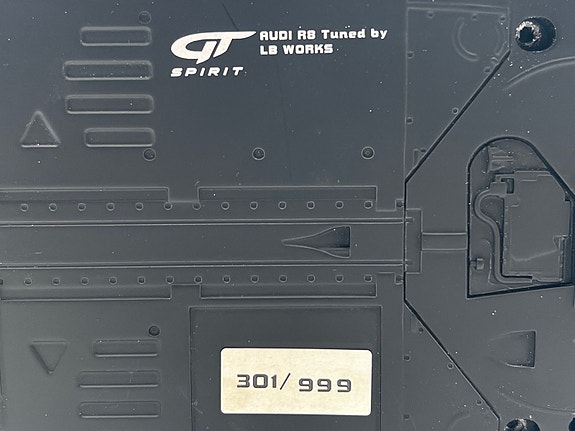 GT
SPIRIT
AUDI R8 Tuned by
LB WORKS
301/999